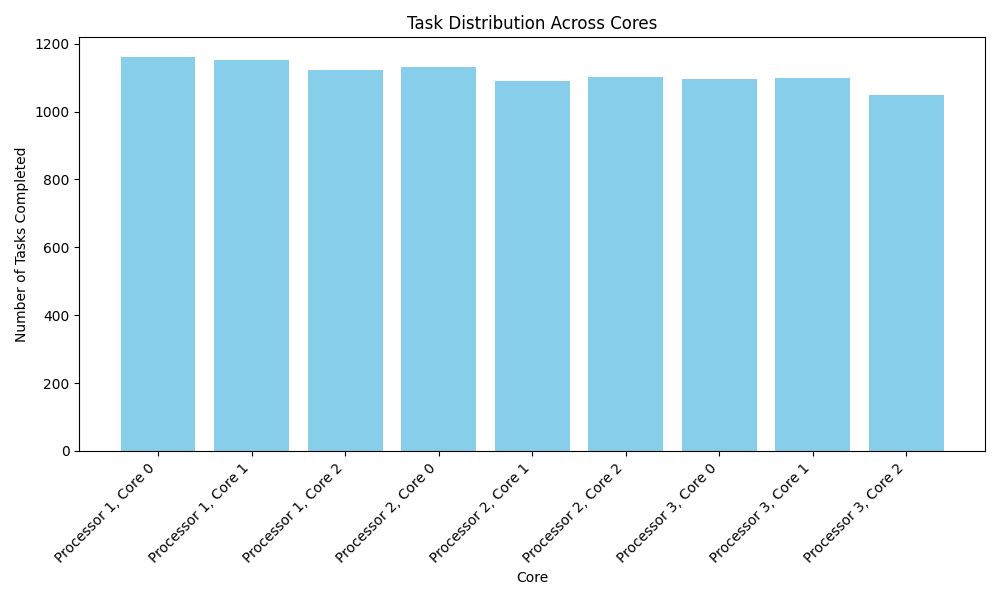 Task Distribution Across Cores
Number of Tasks Completed
1200
1000
800
600
400
200
0
Processor 1, Core 0
Processor 1, Core 1
Processor 1, Core 2
Processor 2, Core 0
Processor 2, Core 1
Processor 2, Core 2
Processor 3, Core 0
Processor 3, Core 1
Processor 3, Core 2
Core